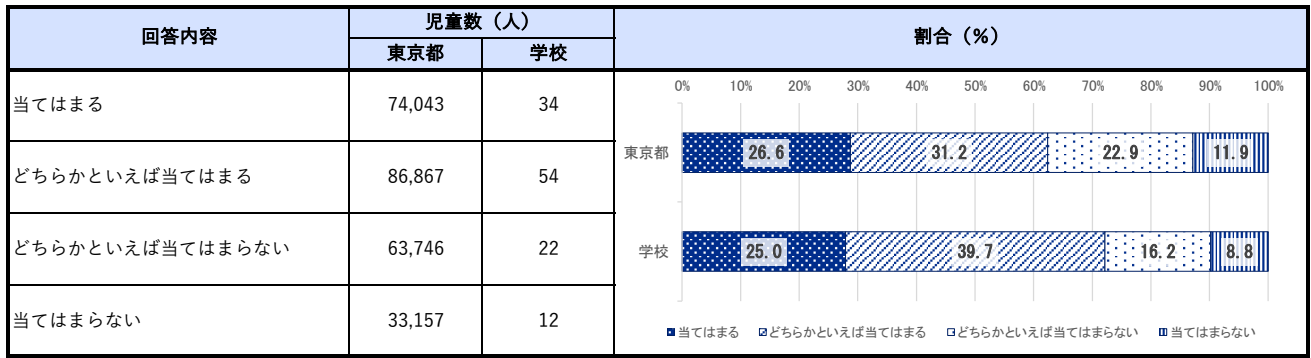 回答内容 児童数（人） 割合（％）
東京都 学校
当てはまる 74,043 34
どちらかといえば当てはまる 86,867 54
どちらかといえば当てはまらない 63,746 22
当てはまらない 33,157 12
0% 10% 20% 30% 40% 50% 60% 70% 80% 90% 100%
東京都 26.6 31.2 22.9 11.9
学校 25.0 39.7 16.2 8.8
当てはまる どちらかといえば当てはまる どちらかといえば当てはまらない 当てはまらない